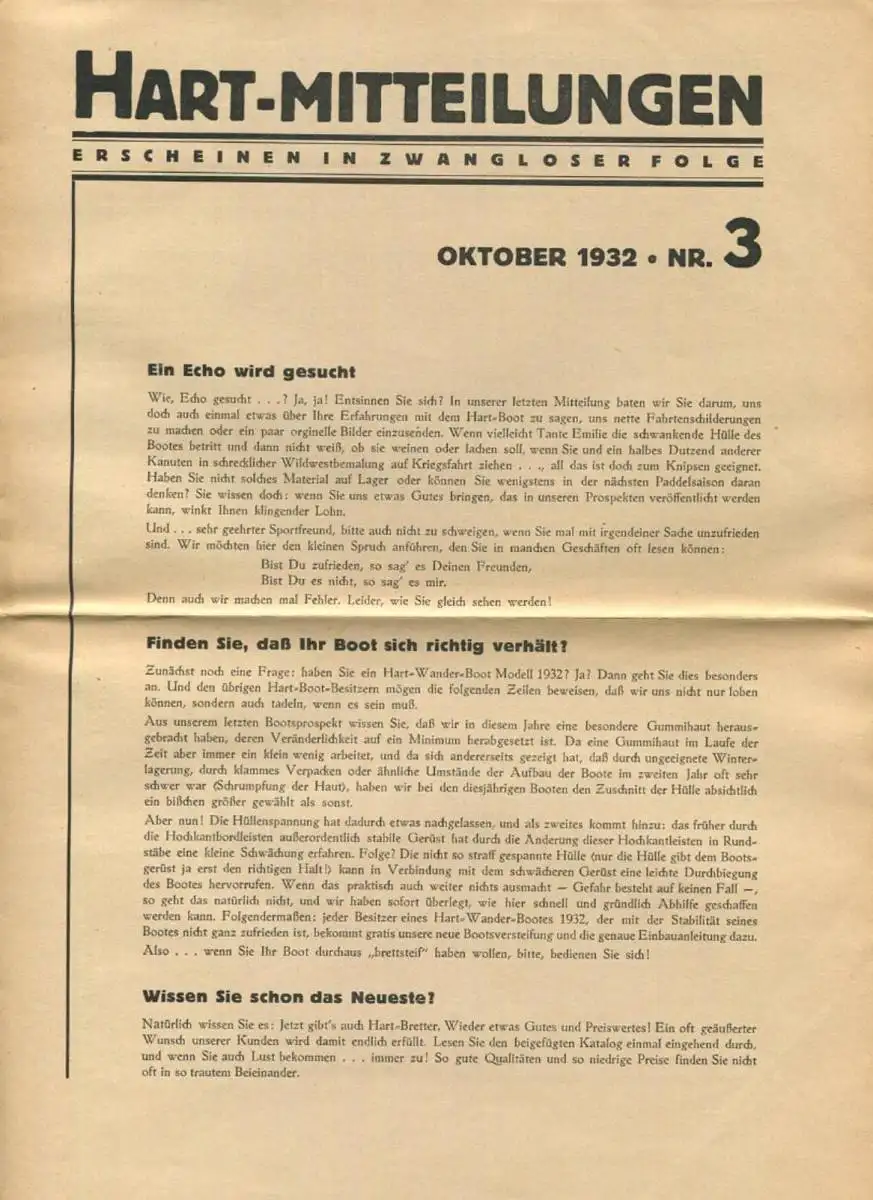 HART-MITTEILUNGEN
ERSCHEINEN IN ZWANGLOSER FOLGE
OKTOBER 1932 • NR. 3
Ein Echo wird gesucht
Wie, Echo gesucht . . .? Ja, ja! Entsinnen Sie sich? In unserer letzten Mitteilung baten wir Sie darum, uns
doch auch einmal etwas über Ihre Erfahrungen mit dem Hart-Boot zu sagen, uns nette Fahrtenschilderungen
zu machen oder ein paar orginelle Bilder einzusenden. Wenn vielleicht Tante Emilie die schwankende Hülle des
Bootes betritt und dann nicht weiß, ob sie weinen oder lachen soll, wenn Sie und ein halbes Dutzend anderer
Kanuten in schrecklicher Wildwestbemalung auf Kriegsfahrt ziehen . . ., all das ist doch zum Knipsen geeignet.
Haben Sie nicht solches Material auf Lager oder können Sie wenigstens in der nächsten Paddelsaison daran
denken? Sie wissen doch: wenn Sie uns etwas Gutes bringen, das in unseren Prospekten veröffentlicht werden
kann, winkt Ihnen klingender Lohn.
Und . . . sehr geehrter Sportfreund, bitte auch nicht zu schweigen, wenn Sie mal mit irgendeiner Sache unzufrieden
sind. Wir möchten hier den kleinen Spruch anführen, den Sie in manchen Geschäften oft lesen können:
Bist Du zufrieden, so sag' es Deinen Freunden,
Bist Du es nicht, so sag' es mir.
Denn auch wir machen mal Fehler. Leider, wie Sie gleich sehen werden!
Finden Sie, daß Ihr Boot sich richtig verhält?
Zunächst noch eine Frage: haben Sie ein Hart-Wander-Boot Modell 1932? Ja? Dann geht Sie dies besonders
an. Und den übrigen Hart-Boot-Besitzern mögen die folgenden Zeilen beweisen, daß wir uns nicht nur loben
können, sondern auch tadeln, wenn es sein muß.
Aus unserem letzten Bootsprospekt wissen Sie, daß wir in diesem Jahre eine besondere Gummihaut heraus-
gebracht haben, deren Veränderlichkeit auf ein Minimum herabgesetzt ist. Da eine Gummihaut im Laufe der
Zeit aber immer ein klein wenig arbeitet, und da sich andererseits gezeigt hat, daß durch ungeeignete Winter-
lagerung, durch klammes Verpacken oder ähnliche Umstände der Aufbau der Boote im zweiten Jahr oft sehr
schwer war (Schrumpfung der Haut), haben wir bei den diesjährigen Booten den Zuschnitt der Hülle absichtlich
ein bißchen größer gewählt als sonst.
Aber nun! Die Hüllenspannung hat dadurch etwas nachgelassen, und als zweites kommt hinzu: das früher durch
die Hochkantbordleisten außerordentlich stabile Gerüst hat durch die Änderung dieser Hochkantleisten in Rund-
stäbe eine kleine Schwächung erfahren. Folge? Die nicht so straff gespannte Hülle (nur die Hülle gibt dem Boots-
gerüst ja erst den richtigen Halt!) kann in Verbindung mit dem schwächeren Gerüst eine leichte Durchbiegung
des Bootes hervorrufen. Wenn das praktisch auch weiter nichts ausmacht — Gefahr besteht auf keinen Fall —,
so geht das natürlich nicht, und wir haben sofort überlegt, wie hier schnell und gründlich Abhilfe geschaffen
werden kann. Folgendermaßen: jeder Besitzer eines Hart-Wander-Bootes 1932, der mit der Stabilität seines
Bootes nicht ganz zufrieden ist, bekommt gratis unsere neue Bootsversteifung und die genaue Einbauanleitung dazu.
Also . . . wenn Sie Ihr Boot durchaus „brettsteif" haben wollen, bitte, bedienen Sie sich!
Wissen Sie schon das Neueste?
Natürlich wissen Sie es: Jetzt gibt's auch Hart-Bretter. Wieder etwas Gutes und Preiswertes! Ein oft geäußerter
Wunsch unserer Kunden wird damit endlich erfüllt. Lesen Sie den beigefügten Katalog einmal eingehend durch,
und wenn Sie auch Lust bekommen . . . immer zu! So gute Qualitäten und so niedrige Preise finden Sie nicht
oft in so trautem Beieinander.